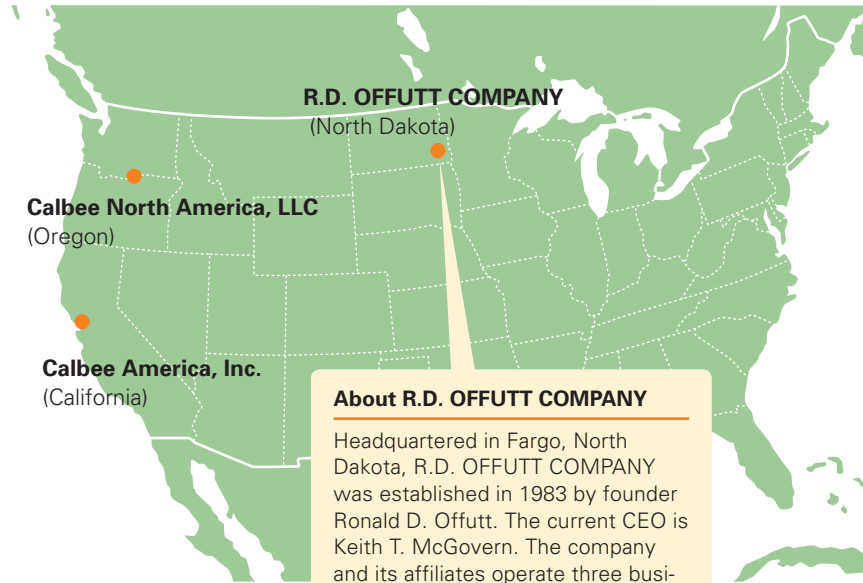 R.D. OFFUTT COMPANY
(North Dakota)
Calbee North America, LLC
(Oregon)
Calbee America, Inc.
(California)
About R.D. OFFUTT COMPANY
Headquartered in Fargo, North
Dakota, R.D. OFFUTT COMPANY
was established in 1983 by founder
Ronald D. Offutt. The current CEO is
Keith T. McGovern. The company
and its affiliates operate three busi-